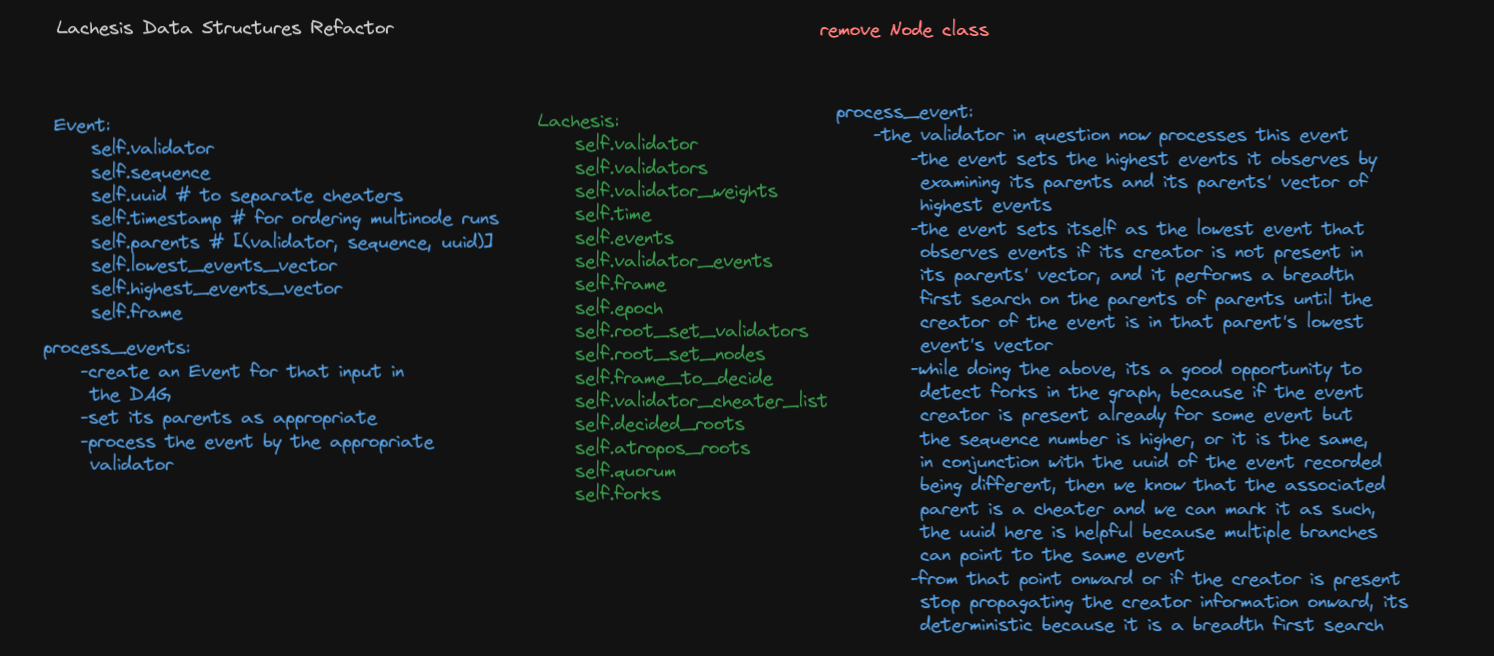 Lachesis Data Structures Refactor
remove Node class
Event:
self.validator
self.sequence
self.uuid # to separate cheaters
self.timestamp # for ordering multinode runs
self.parents # [(validator, sequence, uuid)]
self.lowest_events_vector
self.highest_events_vector
self.frame
process_events:
-create an Event for that input in
the DAG
-set its parents as appropriate
-process the event by the appropriate
validator
Lachesis:
self.validator
self.validators
self.validator_weights
self.time
self.events
self.validator_events
self.frame
self.epoch
self.root_set_validators
self.root_set_nodes
self.frame_to_decide
self.validator_cheater_list
self.decided_roots
self.atropos_roots
self.quorum
self.forks
process_event:
-the validator in question now processes this event
-the event sets the highest events it observes by
examining its parents and its parents' vector of
highest events
-the event sets itself as the lowest event that
observes events if its creator is not present in
its parents' vector, and it performs a breadth
first search on the parents of parents until the
creator of the event is in that parent's lowest
event's vector
-while doing the above, its a good opportunity to
detect forks in the graph, because if the event
creator is present already for some event but
the sequence number is higher, or it is the same,
in conjunction with the uuid of the event recorded
being different, then we know that the associated
parent is a cheater and we can mark it as such,
the uuid here is helpful because multiple branches
can point to the same event
-from that point onward or if the creator is present
stop propagating the creator information onward, its
deterministic because it is a breadth first search